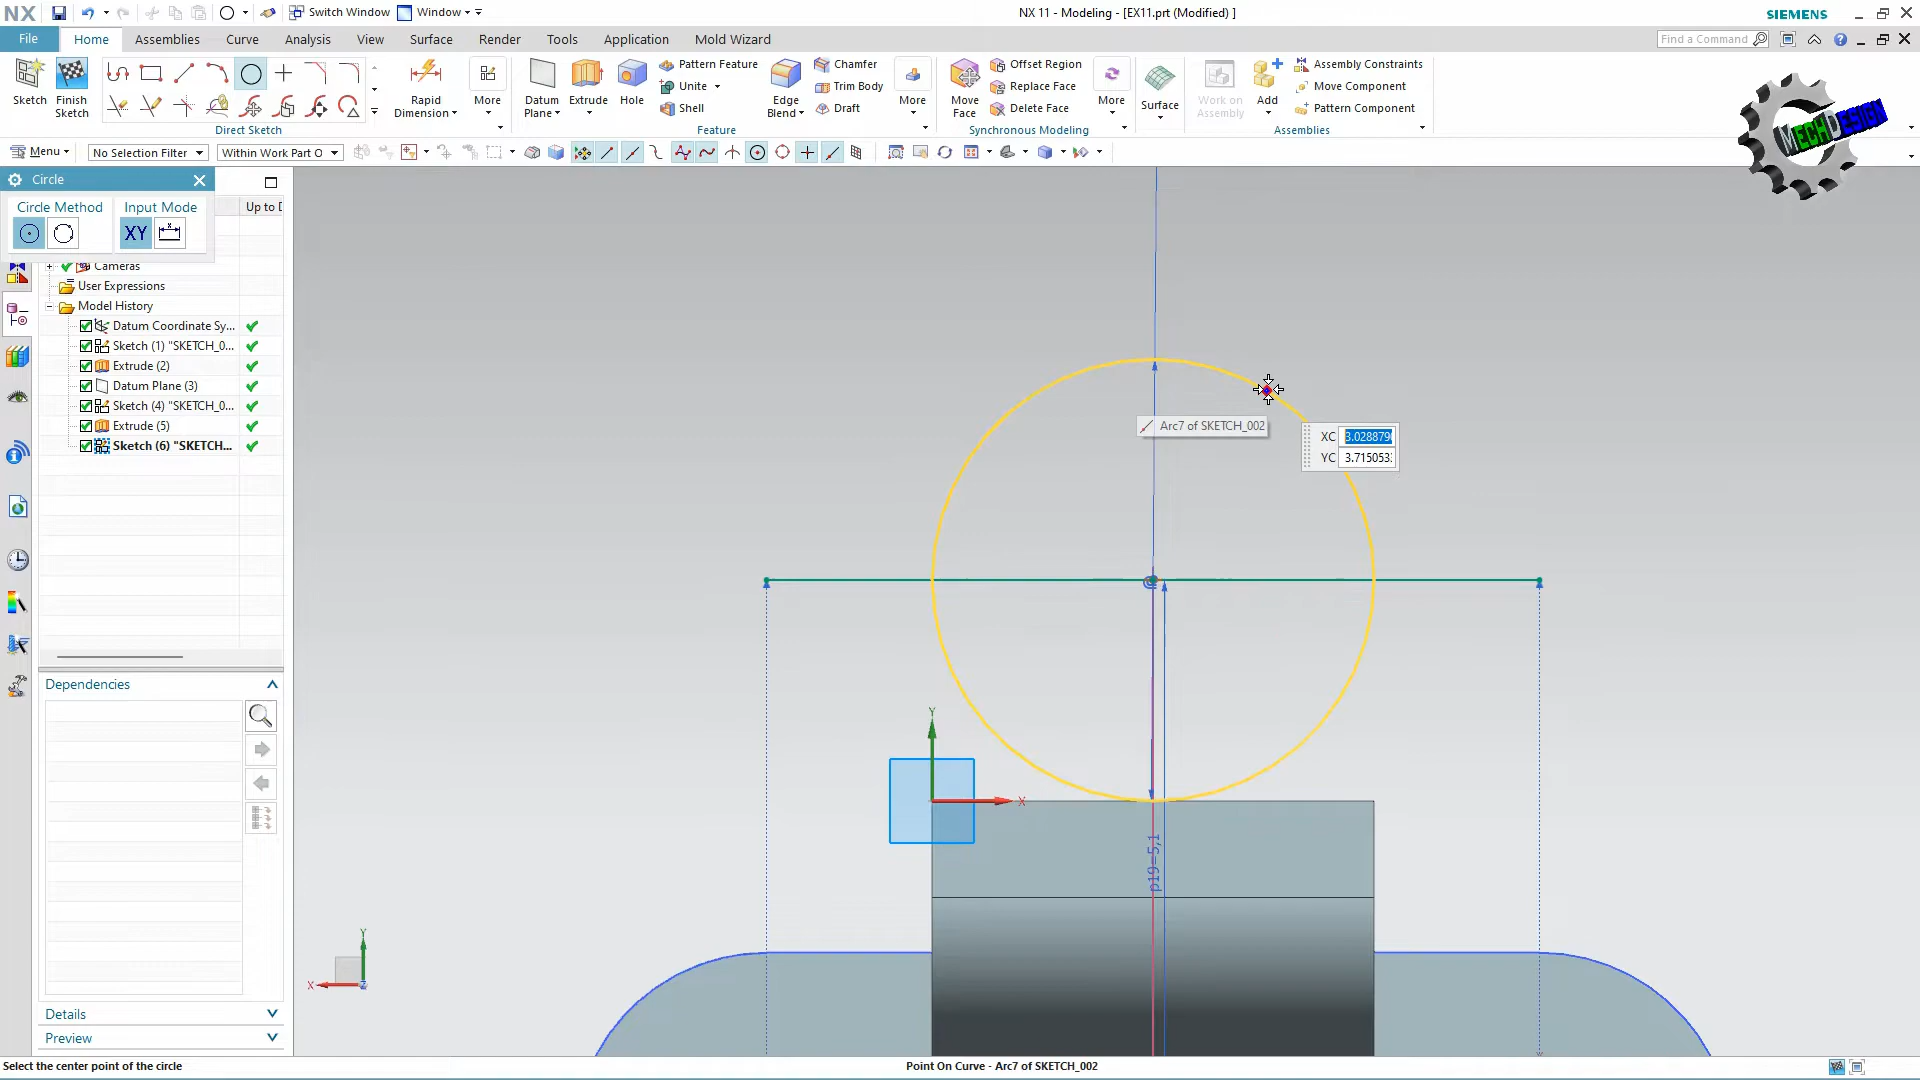 NX
Switch Window
Window
NX 11 - Modeling - [EX11.prt (Modified) ]
SIEMENS
File
Home
Assemblies
Curve
Analysis
View
Surface
Render
Tools
Application
Mold Wizard
Find a Command
Sketch
Finish Sketch
Rapid Dimension
More
Direct Sketch
Datum Plane
Extrude
Hole
Pattern Feature
Unite
Shell
Edge Blend
Chamfer
Trim Body
Draft
More
Feature
Move Face
Offset Region
Replace Face
Delete Face
More
Synchronous Modeling
Surface
Work on Assembly
Add
Assembly Constraints
Move Component
Pattern Component
Assemblies
MECHDESIGN
Menu
No Selection Filter
Within Work Part O
Circle
Circle Method
Input Mode
XY
Up to D
Cameras
User Expressions
Model History
Datum Coordinate Sy...
Sketch (1) "SKETCH_0...
Extrude (2)
Datum Plane (3)
Sketch (4) "SKETCH_0...
Extrude (5)
Sketch (6) "SKETCH...
Dependencies
Details
Preview
Arc7 of SKETCH_002
XC
3.028879
YC
3.715053
Y
X
p19=5,1
Y
X
Select the center point of the circle
Point On Curve - Arc7 of SKETCH_002